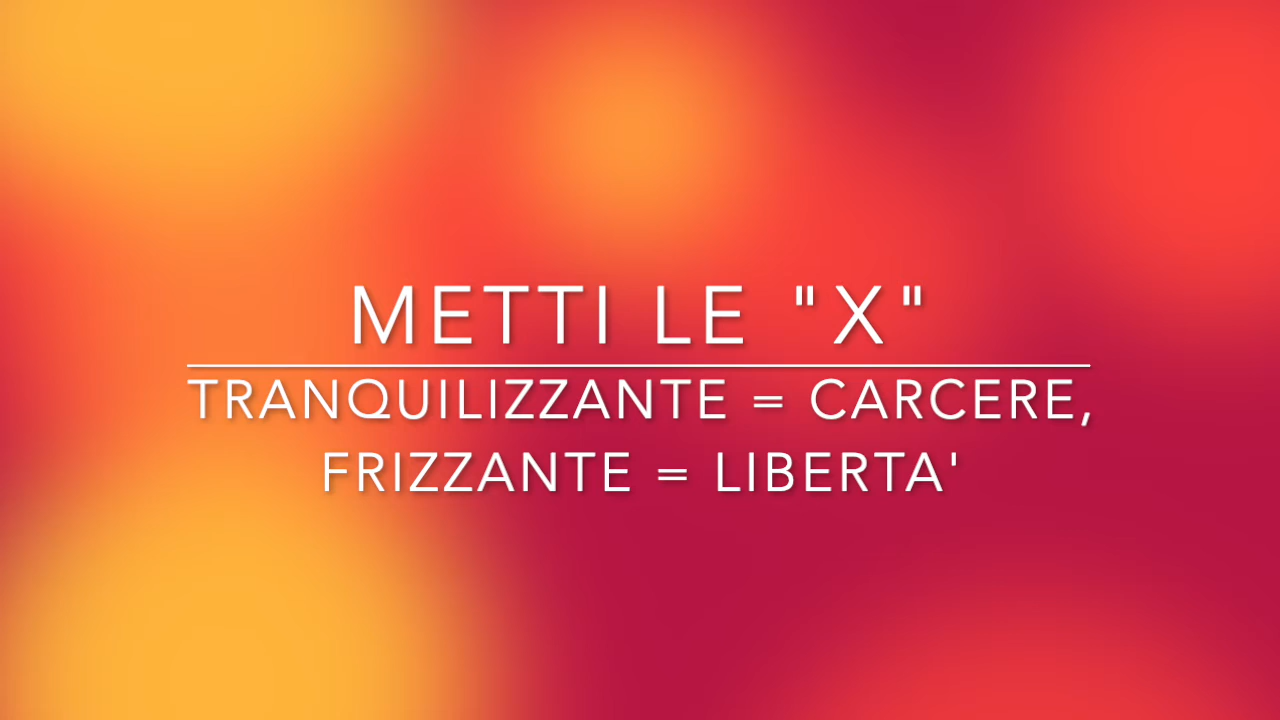 METTI LE "X"
TRANQUILIZZANTE = CARCERE,
FRIZZANTE = LIBERTA'